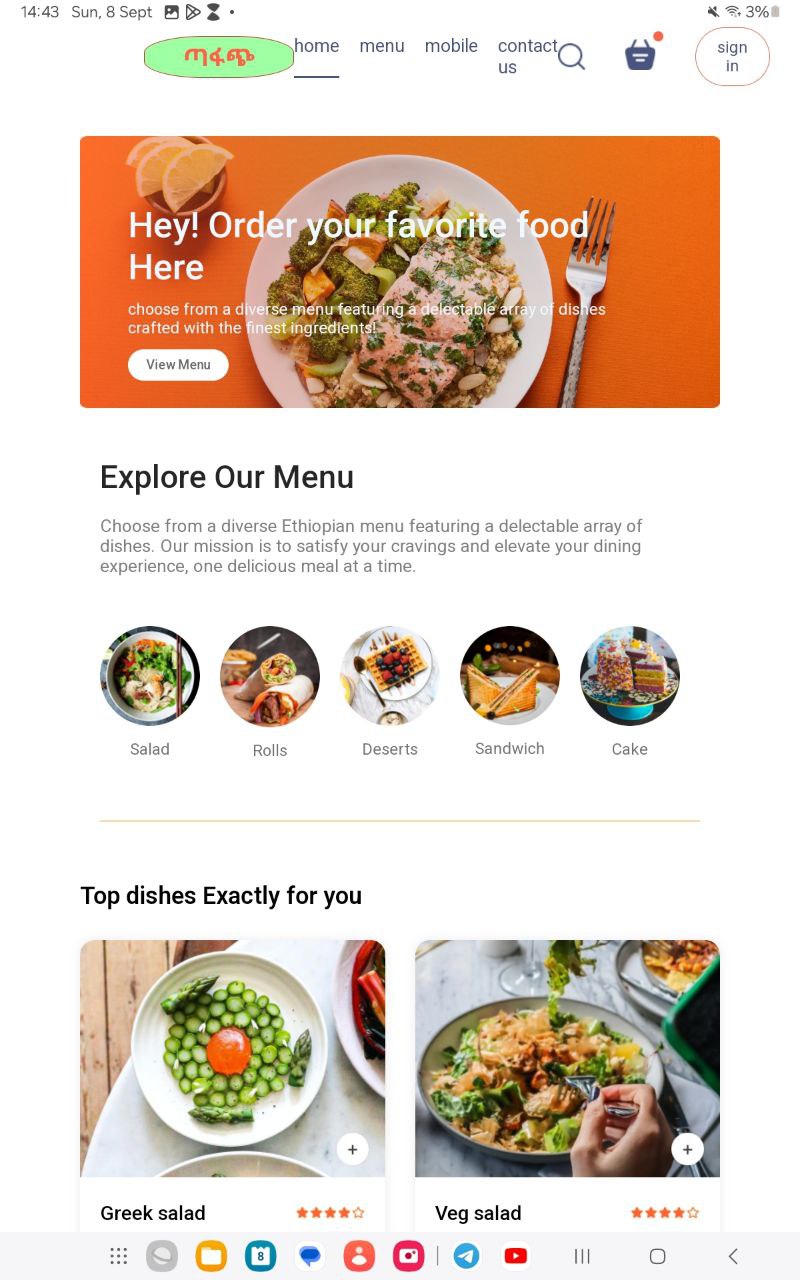 14:43 Sun, 8 Sept
3%
ጣፋጭ
home
menu
mobile
contact
us
sign
in
Hey! Order your favorite food
Here
choose from a diverse menu featuring a delectable array of dishes
crafted with the finest ingredients!
View Menu
Explore Our Menu
Choose from a diverse Ethiopian menu featuring a delectable array of
dishes. Our mission is to satisfy your cravings and elevate your dining
experience, one delicious meal at a time.
Salad
Rolls
Deserts
Sandwich
Cake
Top dishes Exactly for you
+
+
Greek salad
Veg salad
8